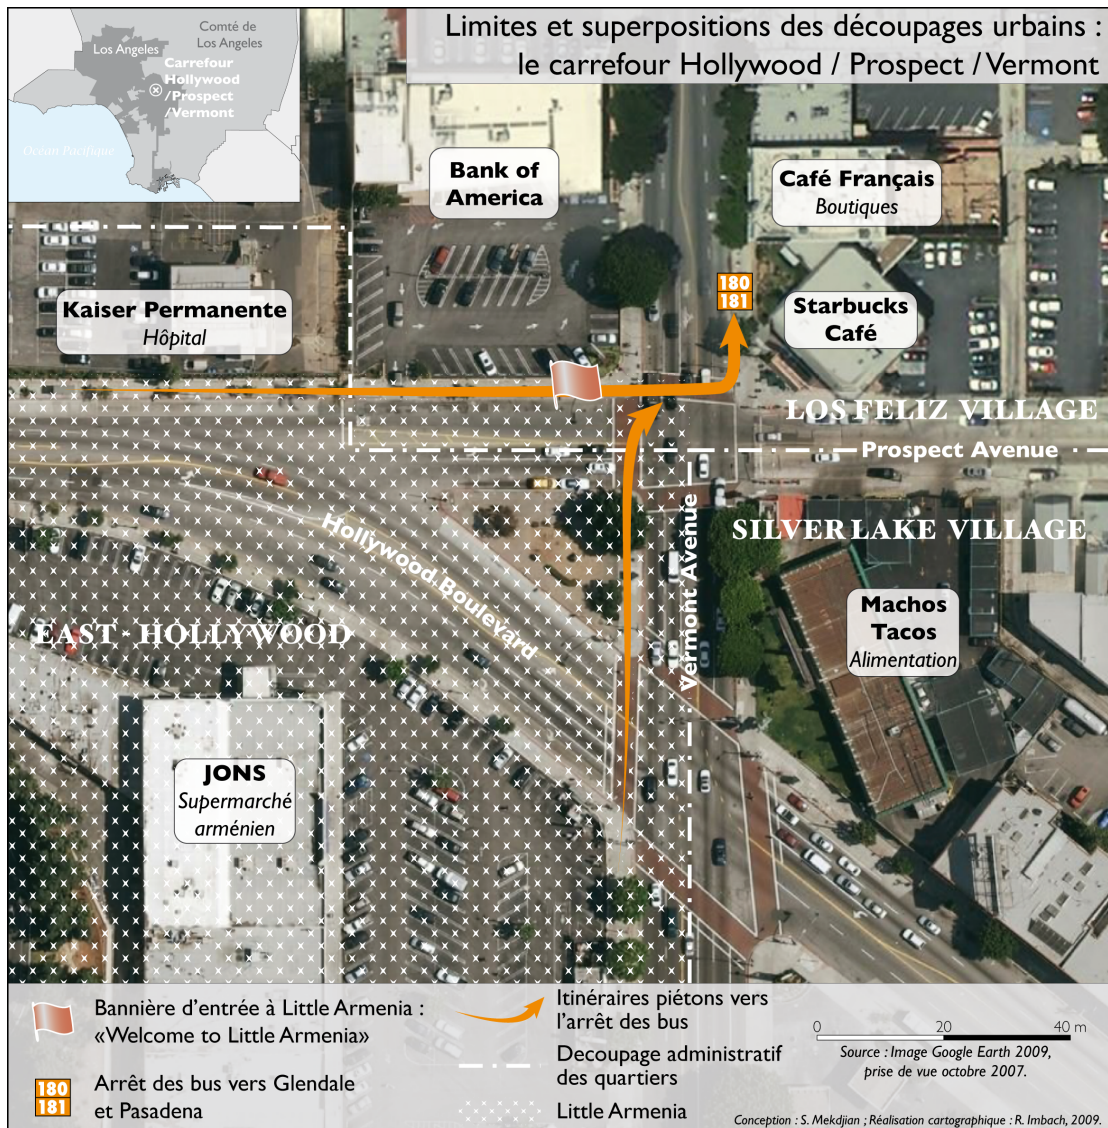 Limites et superpositions des découpages urbains :
le carrefour Hollywood / Prospect / Vermont
Los Angeles
Comté de
Los Angeles
Carrefour
Hollywood
/Prospect
/Vermont
Océan Pacifique
Bank of
America
Café Français
Boutiques
Kaiser Permanente
Hôpital
180
181
Starbucks
Café
LOS FELIZ VILLAGE
Prospect Avenue
SILVER LAKE VILLAGE
Hollywood Boulevard
Vermont Avenue
EAST - HOLLYWOOD
Machos
Tacos
Alimentation
JONS
Supermarché
arménien
Bannière d'entrée à Little Armenia :
«Welcome to Little Armenia»
180
181
Arrêt des bus vers Glendale
et Pasadena
Itinéraires piétons vers
l'arrêt des bus
Decoupage administratif
des quartiers
Little Armenia
0 20 40 m
Source : Image Google Earth 2009,
prise de vue octobre 2007.
Conception : S. Mekdjian ; Réalisation cartographique : R. Imbach, 2009.